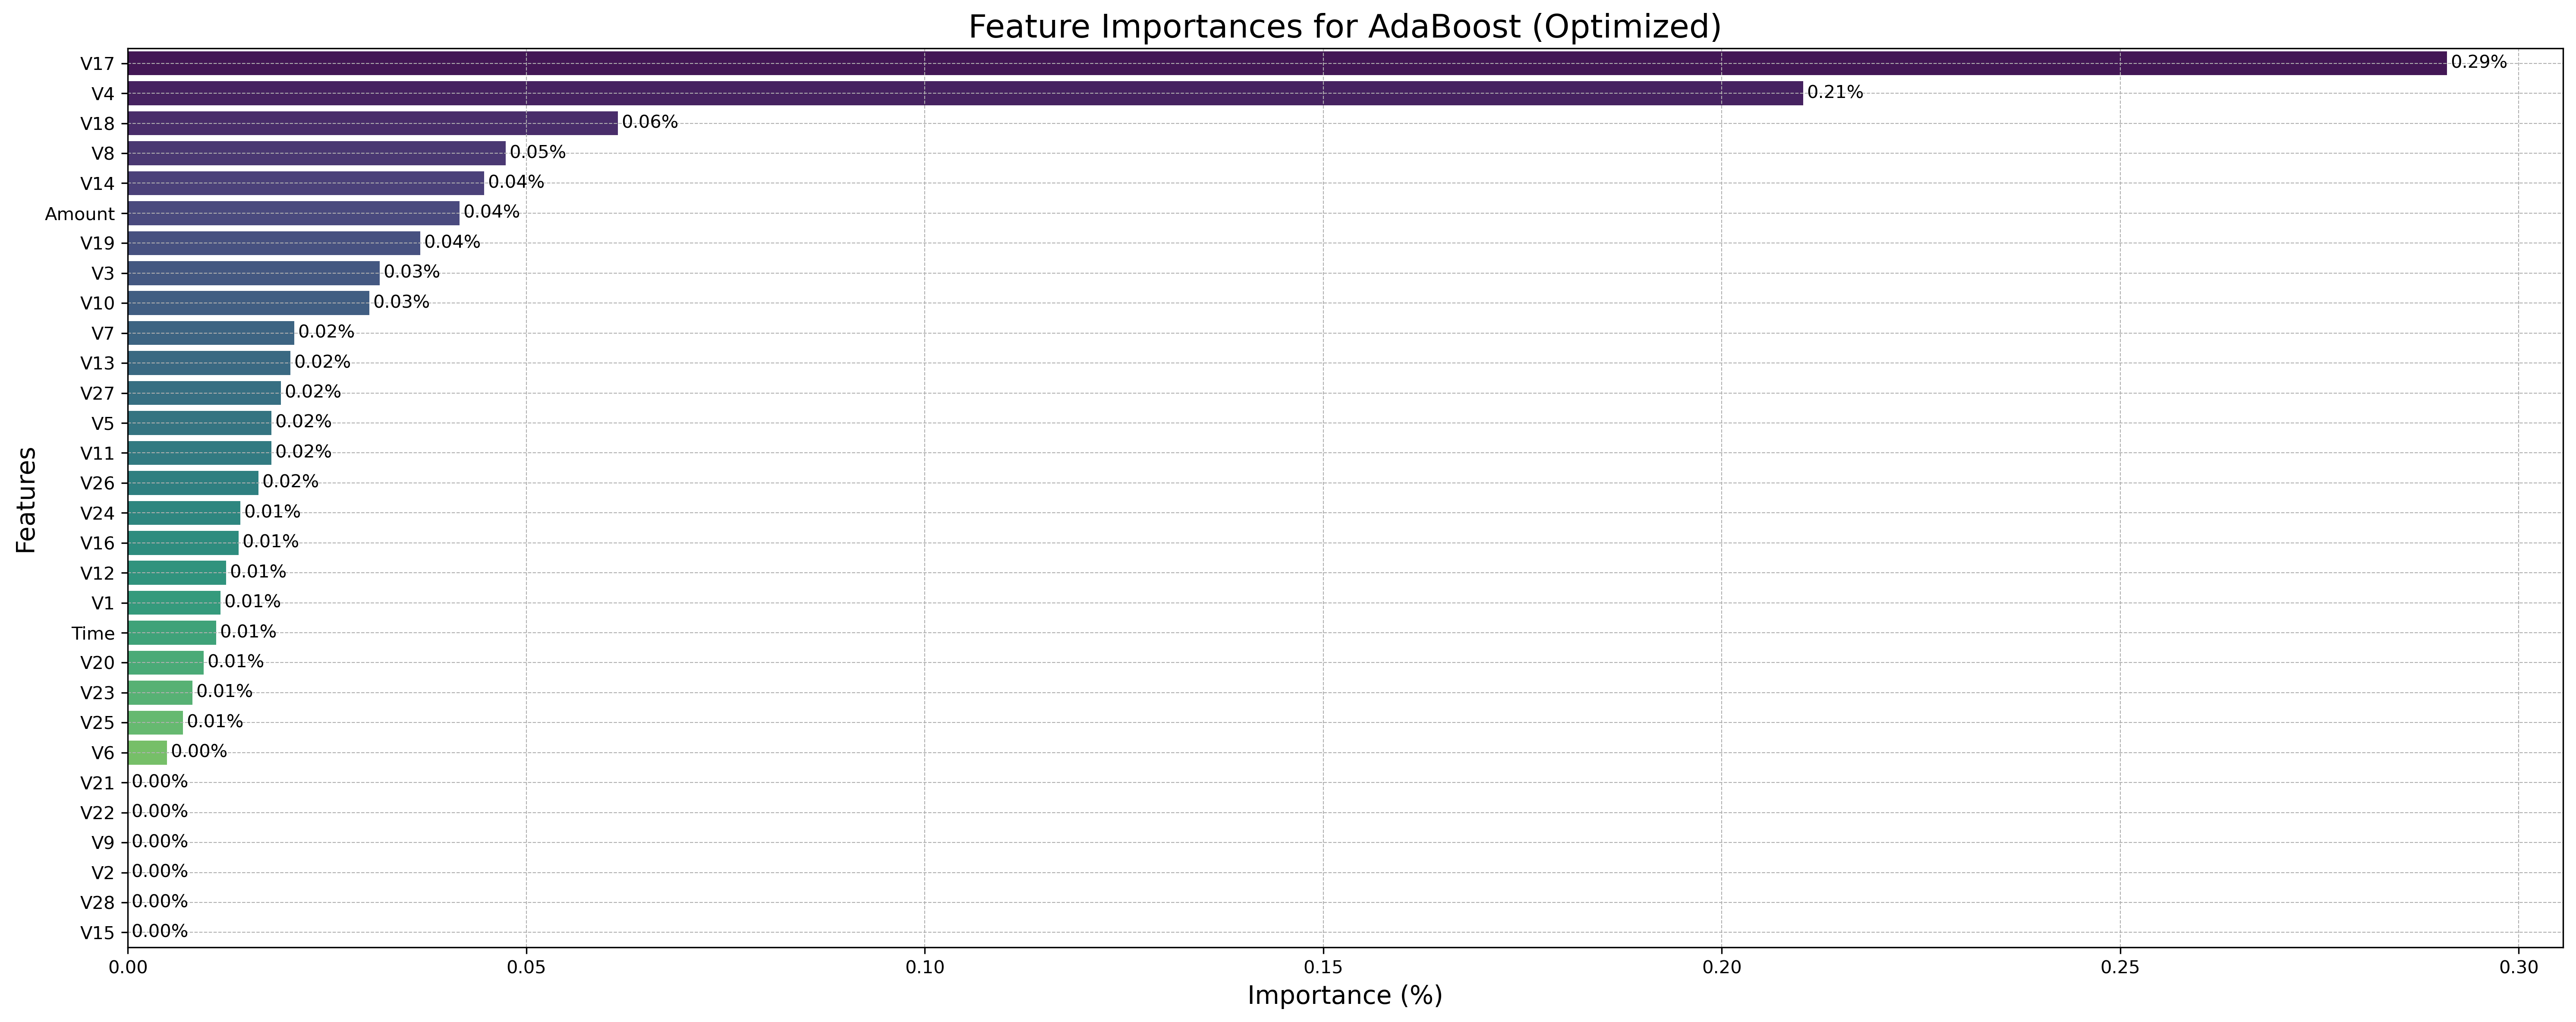 Feature Importances for AdaBoost (Optimized)
V17 0.29%
V4 0.21%
V18 0.06%
V8 0.05%
V14 0.04%
Amount 0.04%
V19 0.04%
V3 0.03%
V10 0.03%
V7 0.02%
V13 0.02%
V27 0.02%
V5 0.02%
V11 0.02%
V26 0.02%
V24 0.01%
V16 0.01%
V12 0.01%
V1 0.01%
Time 0.01%
V20 0.01%
V23 0.01%
V25 0.01%
V6 0.00%
V21 0.00%
V22 0.00%
V9 0.00%
V2 0.00%
V28 0.00%
V15 0.00%
Features
0.00 0.05 0.10 0.15 0.20 0.25 0.30
Importance (%)